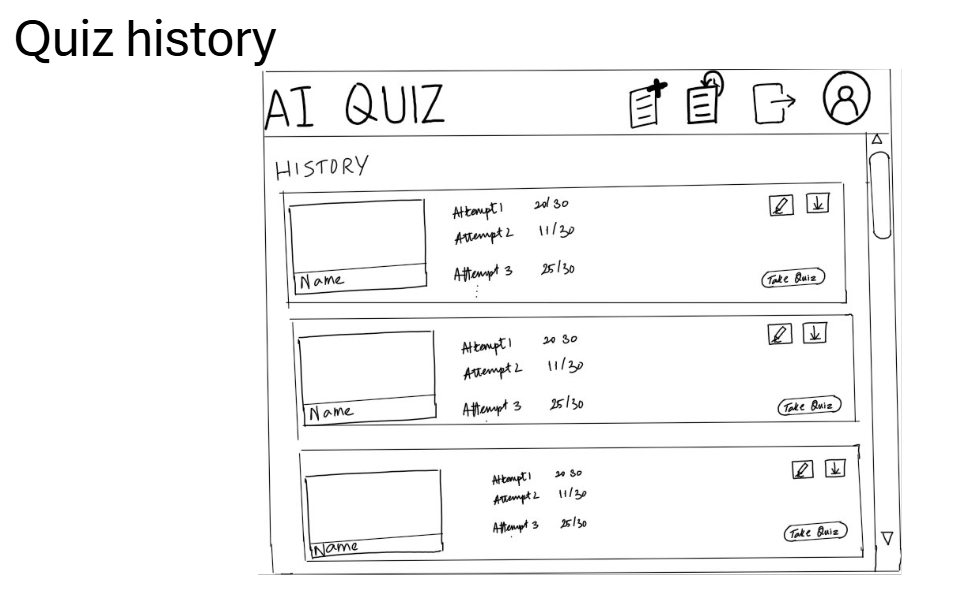 Quiz history
AI QUIZ
HISTORY
Attempt 1 20/30
Attempt 2 11/30
Attempt 3 25/30
Name
Take Quiz
Attempt 1 20 30
Attempt 2 11/30
Attempt 3 25/30
Name
Take Quiz
Attempt 1 20 30
Attempt 2 11/30
Attempt 3 25/30
Name
Take Quiz